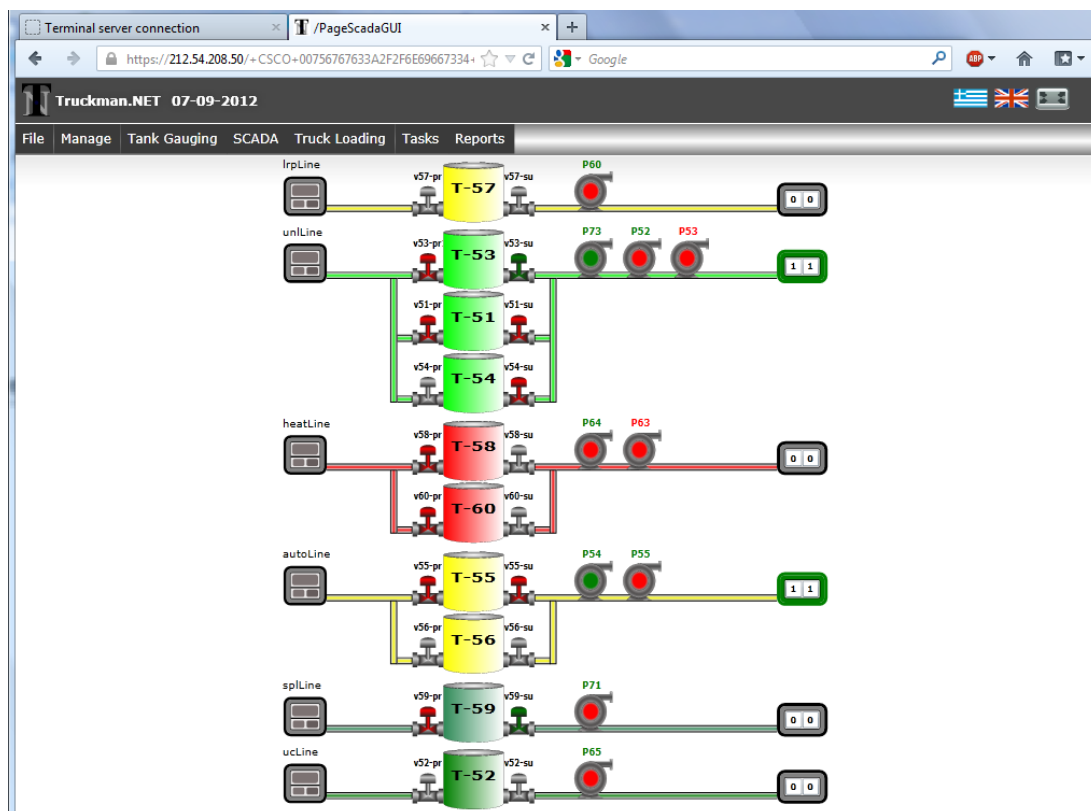 Terminal server connection × /PageScadaGUI × +
https://212.54.208.50/+CSCO+00756767633A2F2F6E69667334+ Google ABP
Truckman.NET 07-09-2012
File Manage Tank Gauging SCADA Truck Loading Tasks Reports
lrpLine v57-pr T-57 v57-su P60 0 0
unlLine v53-pr T-53 v53-su P73 P52 P53 1 1
v51-pr T-51 v51-su
v54-pr T-54 v54-su
heatLine v58-pr T-58 v58-su P64 P63 0 0
v60-pr T-60 v60-su
autoLine v55-pr T-55 v55-su P54 P55 1 1
v56-pr T-56 v56-su
splLine v59-pr T-59 v59-su P71 0 0
ucLine v52-pr T-52 v52-su P65 0 0